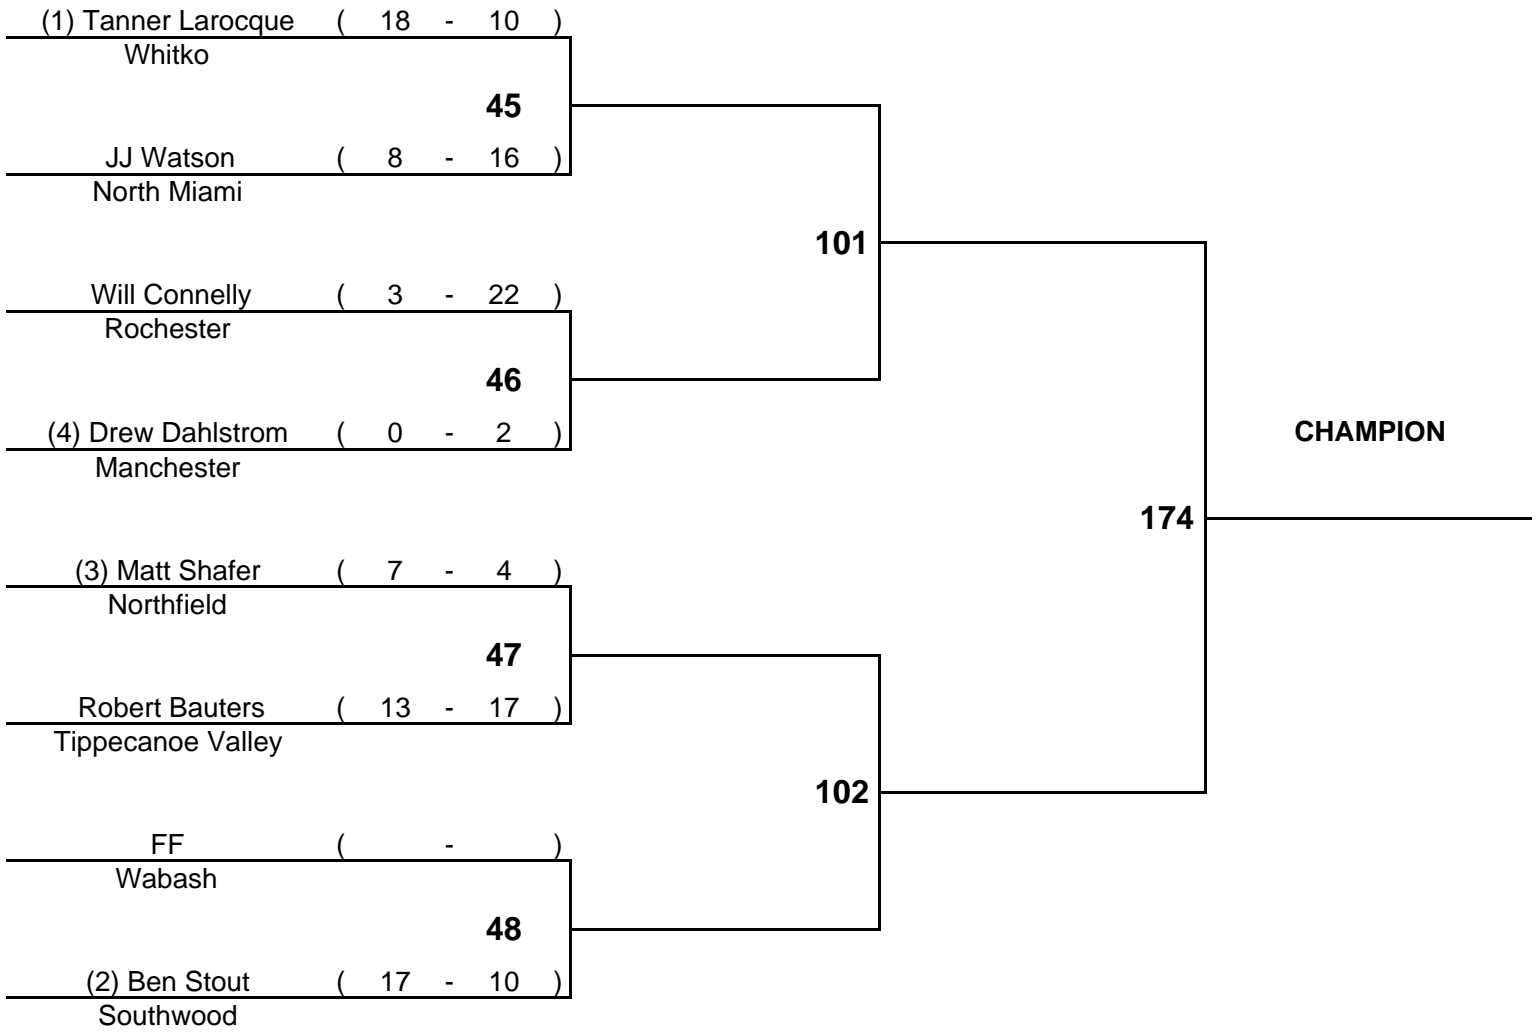 (1) Tanner Larocque ( 18 - 10 )
Whitko
45
JJ Watson ( 8 - 16 )
North Miami
101
Will Connelly ( 3 - 22 )
Rochester
46
(4) Drew Dahlstrom ( 0 - 2 )
Manchester
CHAMPION
174
(3) Matt Shafer ( 7 - 4 )
Northfield
47
Robert Bauters ( 13 - 17 )
Tippecanoe Valley
102
FF ( - )
Wabash
48
(2) Ben Stout ( 17 - 10 )
Southwood